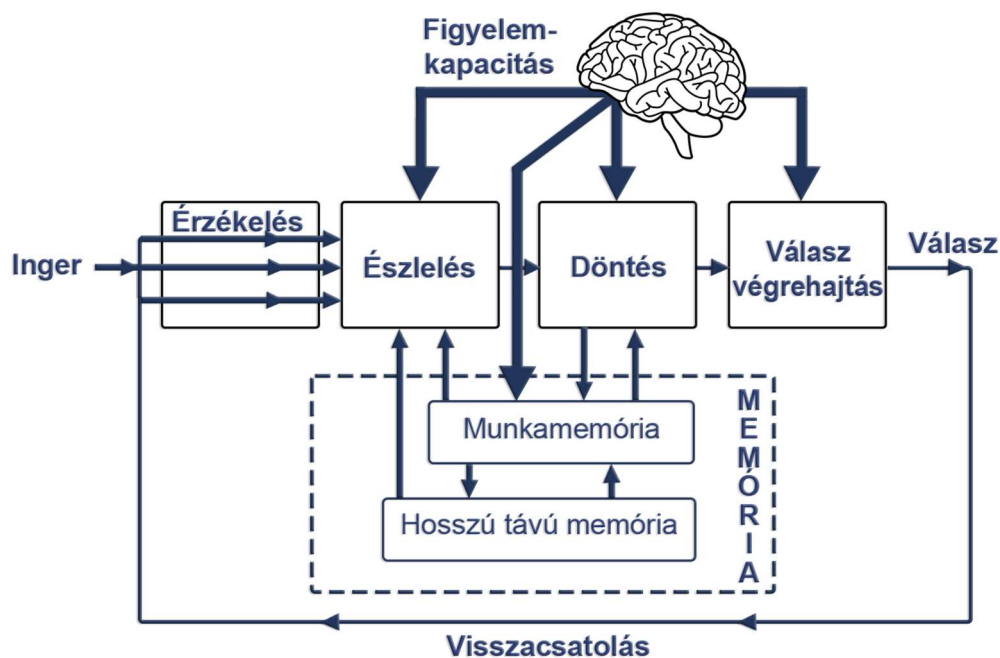 Figyelem-
kapacitás
Érzékelés
Inger
Észlelés
Döntés
Válasz
végrehajtás
Válasz
Munkamemória
Hosszú távú memória
MEMÓRIA
Visszacsatolás